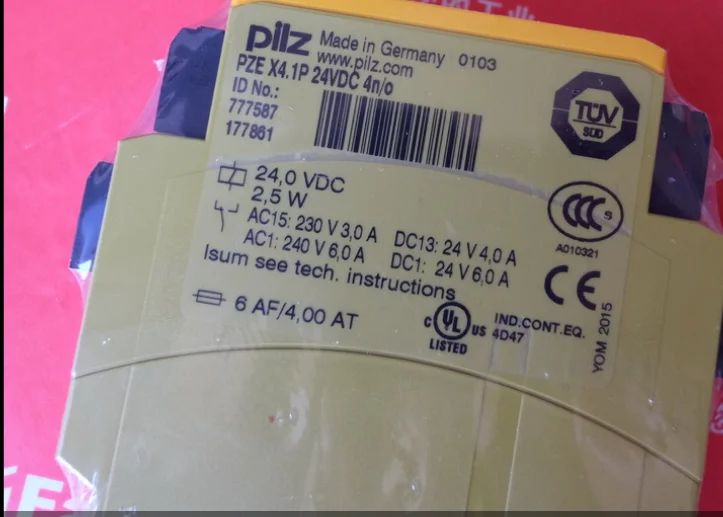 pilz Made in Germany 0103
www.pilz.com
PZE X4.1P 24VDC 4n/o
ID No.:
777587
177861
TÜV
SÜD
24,0 VDC
2,5 W
CCC S
A010321
AC15: 230 V 3,0 A DC13: 24 V 4,0 A
AC1: 240 V 6,0 A DC1: 24 V 6,0 A
Isum see tech. instructions
CE
6 AF/4,00 AT
c UL us
LISTED
IND.CONT.EQ.
4D47
YOM 2015